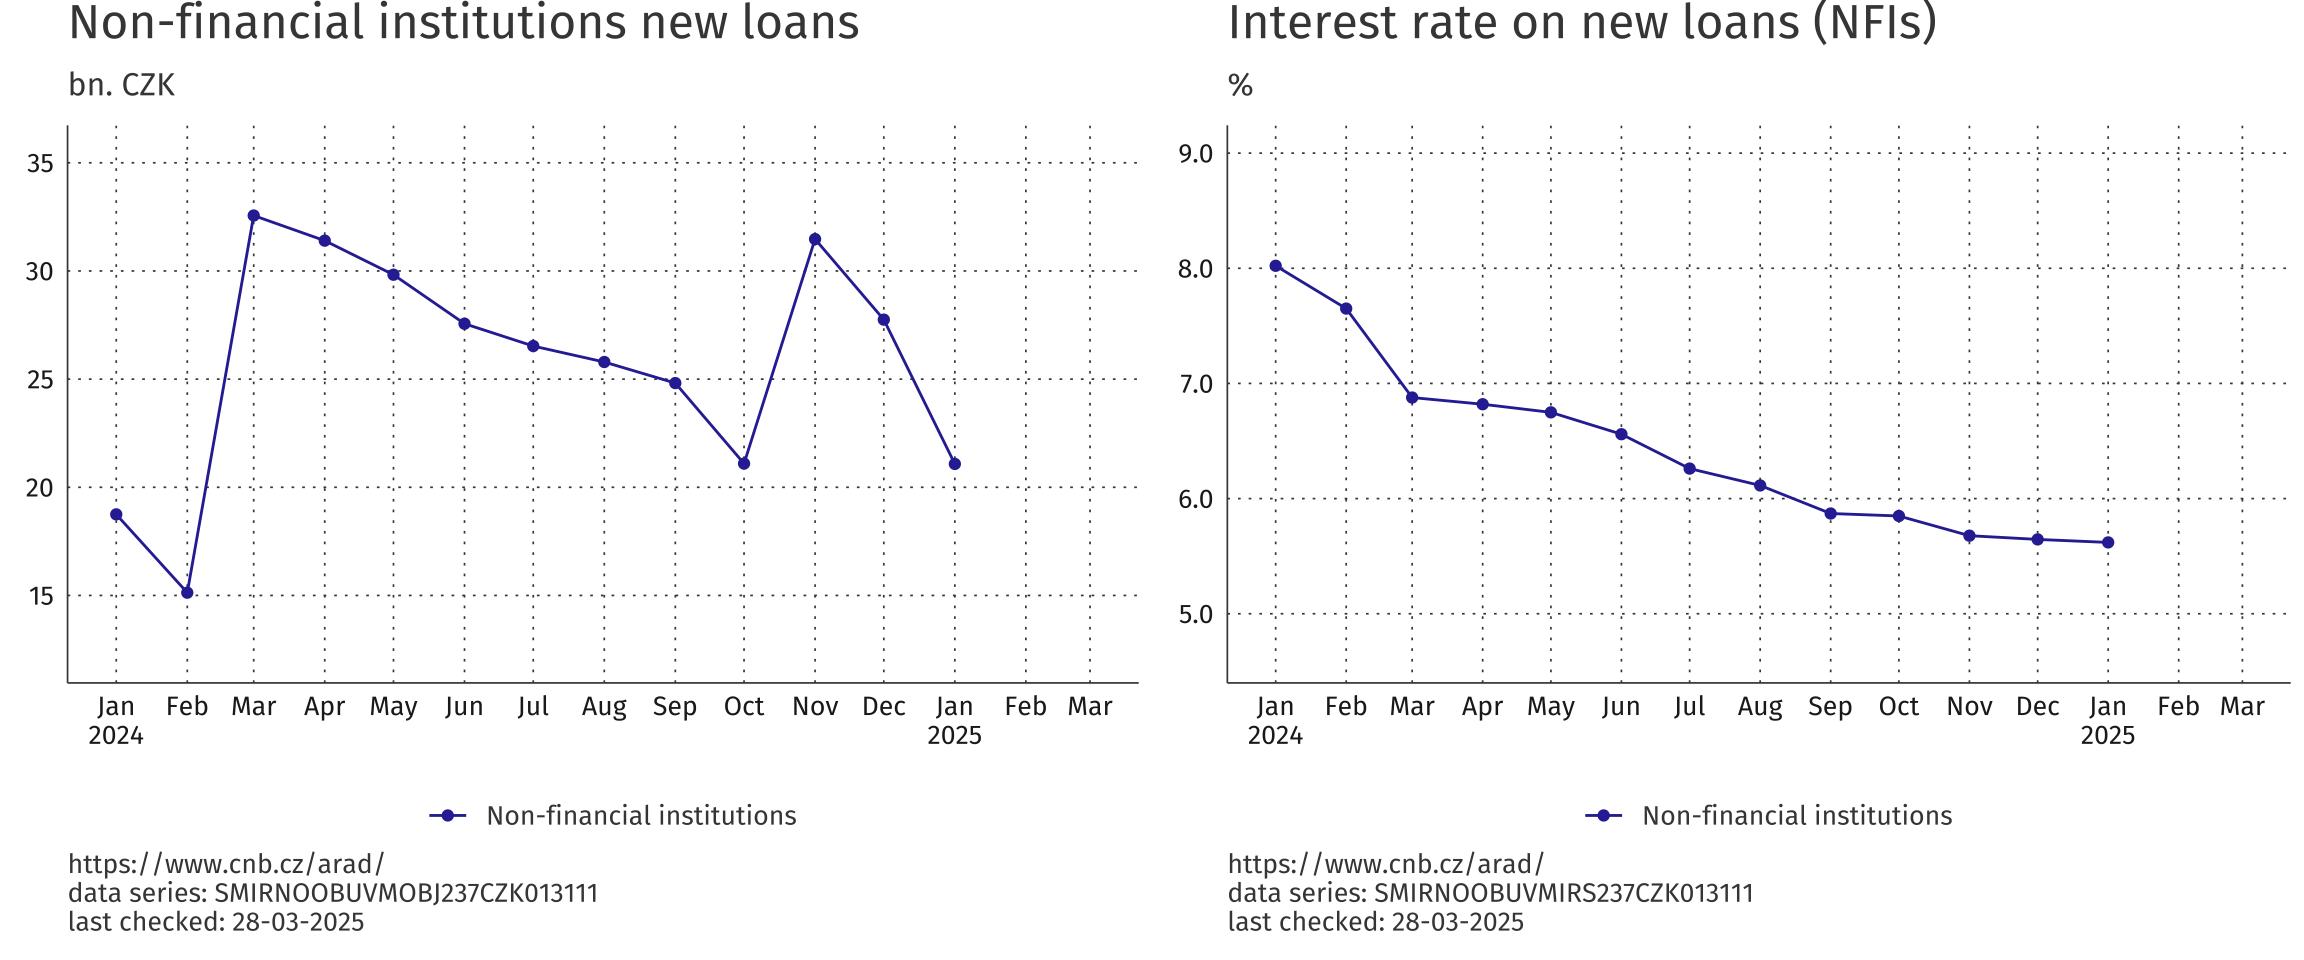 Non-financial institutions new loans
bn. CZK
35
30
25
20
15
Jan Feb Mar Apr May Jun Jul Aug Sep Oct Nov Dec Jan Feb Mar
2024 2025
Non-financial institutions
https://www.cnb.cz/arad/
data series: SMIRNOOBUVMOBJ237CZK013111
last checked: 28-03-2025
Interest rate on new loans (NFIs)
%
9.0
8.0
7.0
6.0
5.0
Jan Feb Mar Apr May Jun Jul Aug Sep Oct Nov Dec Jan Feb Mar
2024 2025
Non-financial institutions
https://www.cnb.cz/arad/
data series: SMIRNOOBUVMIRS237CZK013111
last checked: 28-03-2025